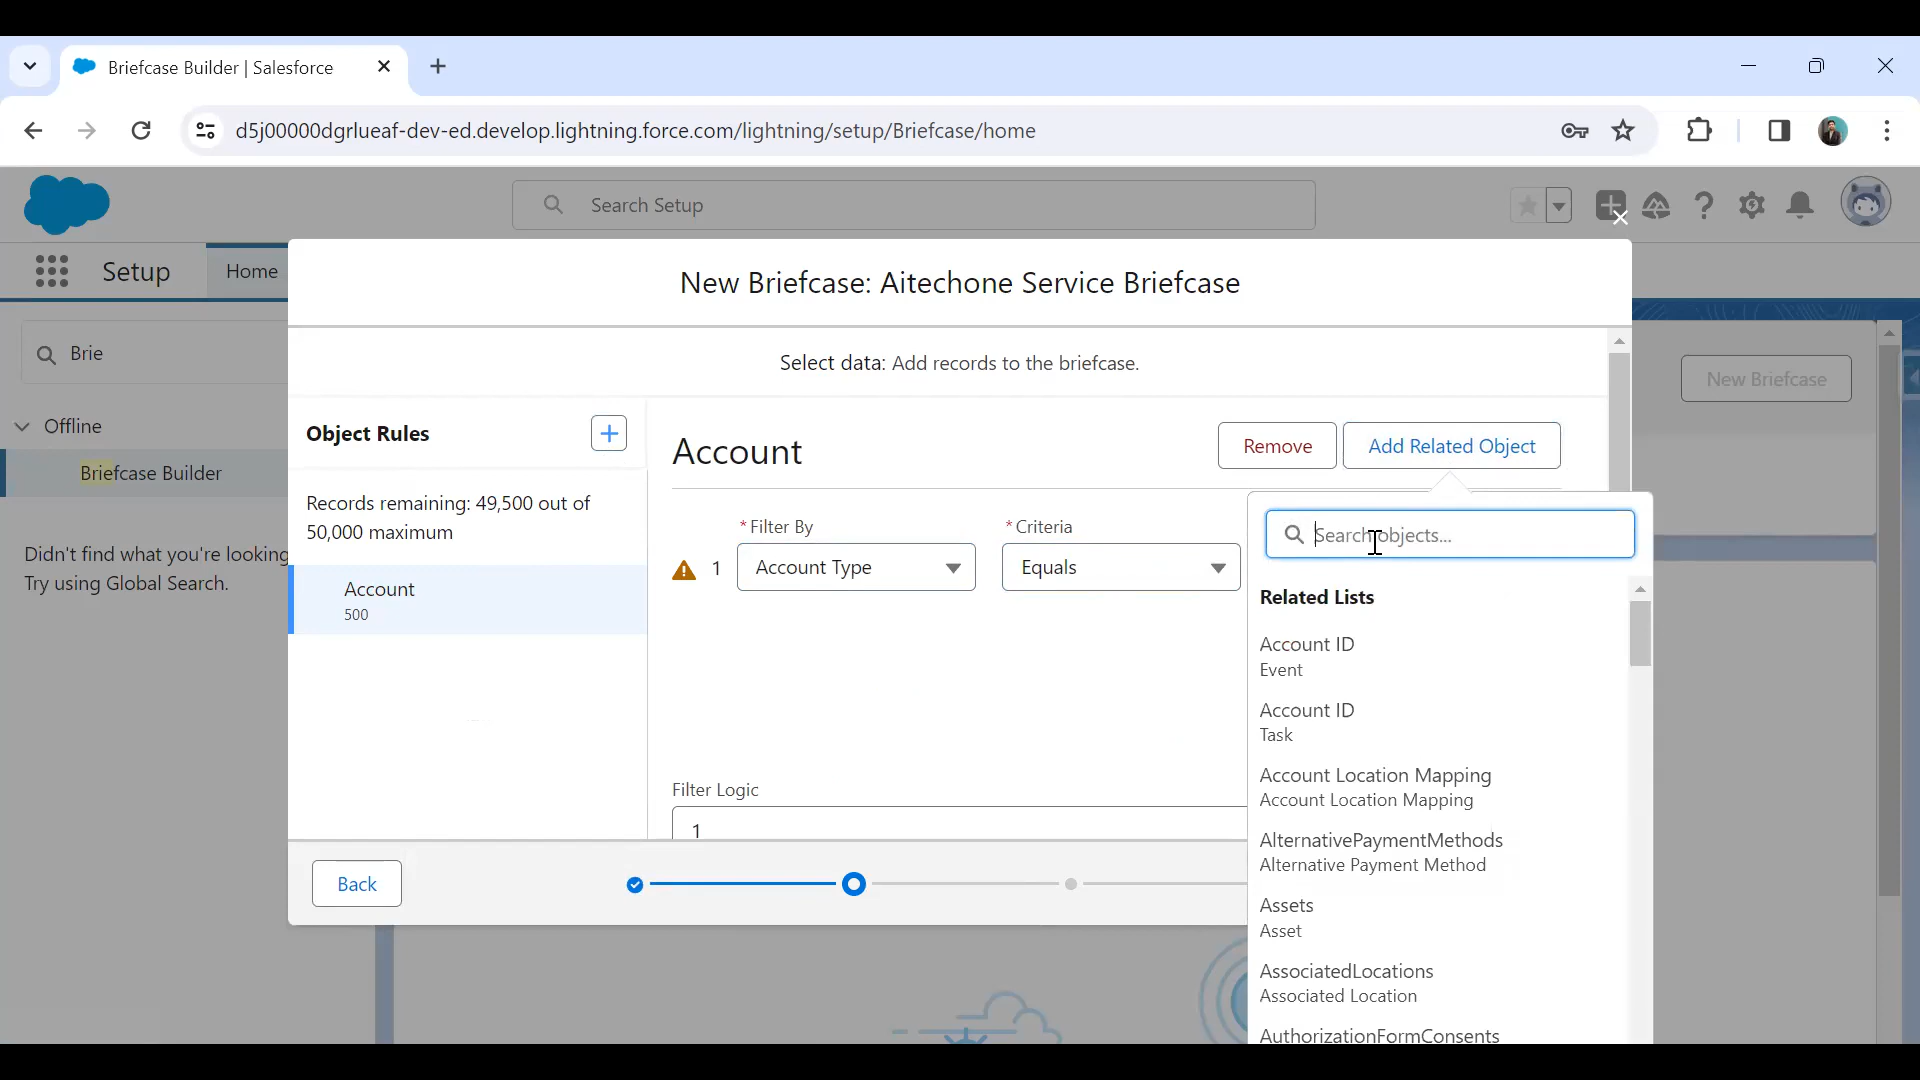 Briefcase Builder | Salesforce
d5j00000dgrlueaf-dev-ed.develop.lightning.force.com/lightning/setup/Briefcase/home
Search Setup
Setup
Home
New Briefcase: Aitechone Service Briefcase
Brie
Select data: Add records to the briefcase.
New Briefcase
Offline
Object Rules
Account
Remove
Add Related Object
Briefcase Builder
Records remaining: 49,500 out of
50,000 maximum
*Filter By
*Criteria
Search objects...
Didn't find what you're looking
Try using Global Search.
1
Account Type
Equals
Account
500
Related Lists
Account ID
Event
Account ID
Task
Account Location Mapping
Account Location Mapping
Filter Logic
1
AlternativePaymentMethods
Alternative Payment Method
Back
Assets
Asset
AssociatedLocations
Associated Location
AuthorizationFormConsents